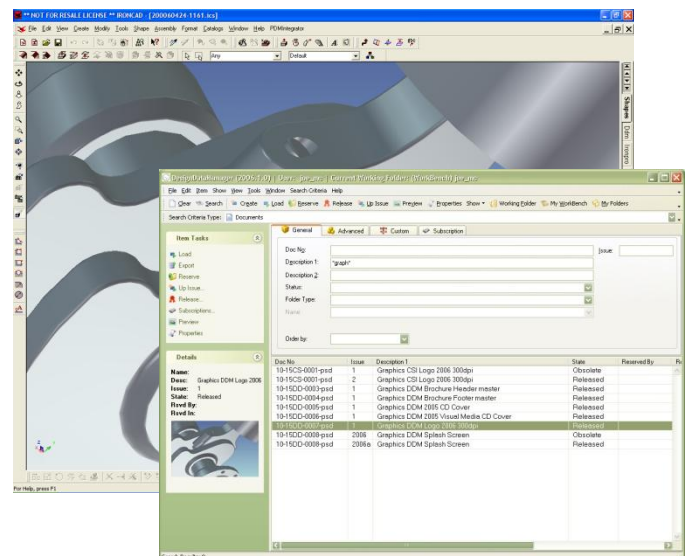 ** NOT FOR RESALE LICENSE ** IRONCAD - [200060424-1161.ics]
File Edit View Create Modify Tools Shape Assembly Format Catalogs Window Help PDMIntegrator
Any Default
Shapes
Ddm
Ironpro
DesignDataManager (2006.1.0) | User: jay_mc | Current Working Folder: (WorkBench) jay_mc
File Edit Item Show View Tools Window Search Criteria Help
Clear Search Create Load Reserve Release Up Issue Preview Properties Show Working Folder My WorkBench My Folders
Search Criteria Type: Documents
General Advanced Custom Subscription
Item Tasks
Load
Export
Reserve
Up Issue...
Release...
Subscriptions...
Preview
Properties
Doc No: Issue:
Description 1: *graph*
Description 2:
Status:
Folder Type:
Name:
Order by:
Details
Name:
Desc: Graphics DDM Logo 2006
Issue: 1
State: Released
Rsvd By:
Rsvd In:
Doc No Issue Description 1 State Reserved By Re
10-15CS-0001-psd 1 Graphics CSI Logo 2006 300dpi Obsolete
10-15CS-0001-psd 2 Graphics CSI Logo 2006 300dpi Released
10-15DD-0003-psd 1 Graphics DDM Brochure Header master Released
10-15DD-0004-psd 1 Graphics DDM Brochure Footer master Released
10-15DD-0005-psd 1 Graphics DDM 2005 CD Cover Released
10-15DD-0006-psd 1 Graphics DDM 2005 Visual Media CD Cover Released
10-15DD-0007-psd 1 Graphics DDM Logo 2006 300dpi Released
10-15DD-0008-psd 2006 Graphics DDM Splash Screen Obsolete
10-15DD-0008-psd 2006a Graphics DDM Splash Screen Released
For Help, press F1